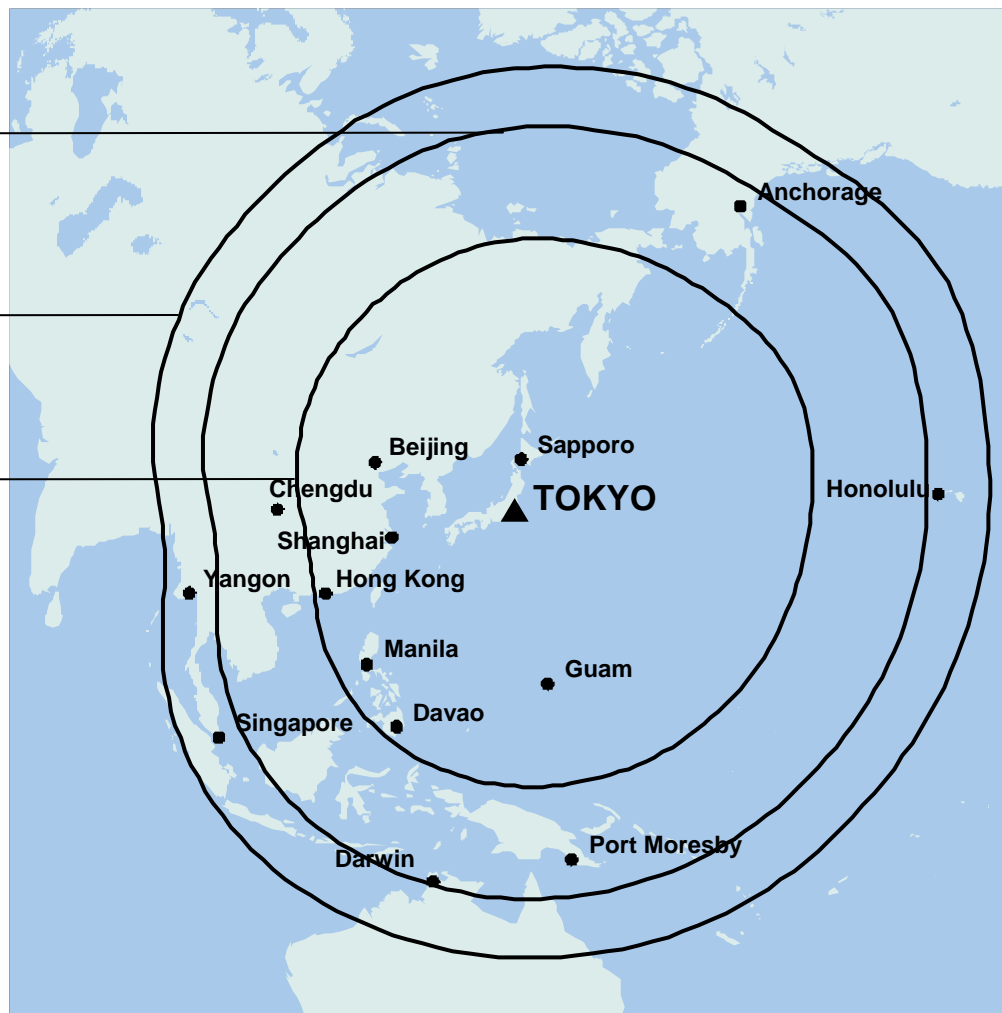 Anchorage
Beijing
Sapporo
Chengdu
TOKYO
Honolulu
Shanghai
Yangon
Hong Kong
Manila
Guam
Davao
Singapore
Port Moresby
Darwin